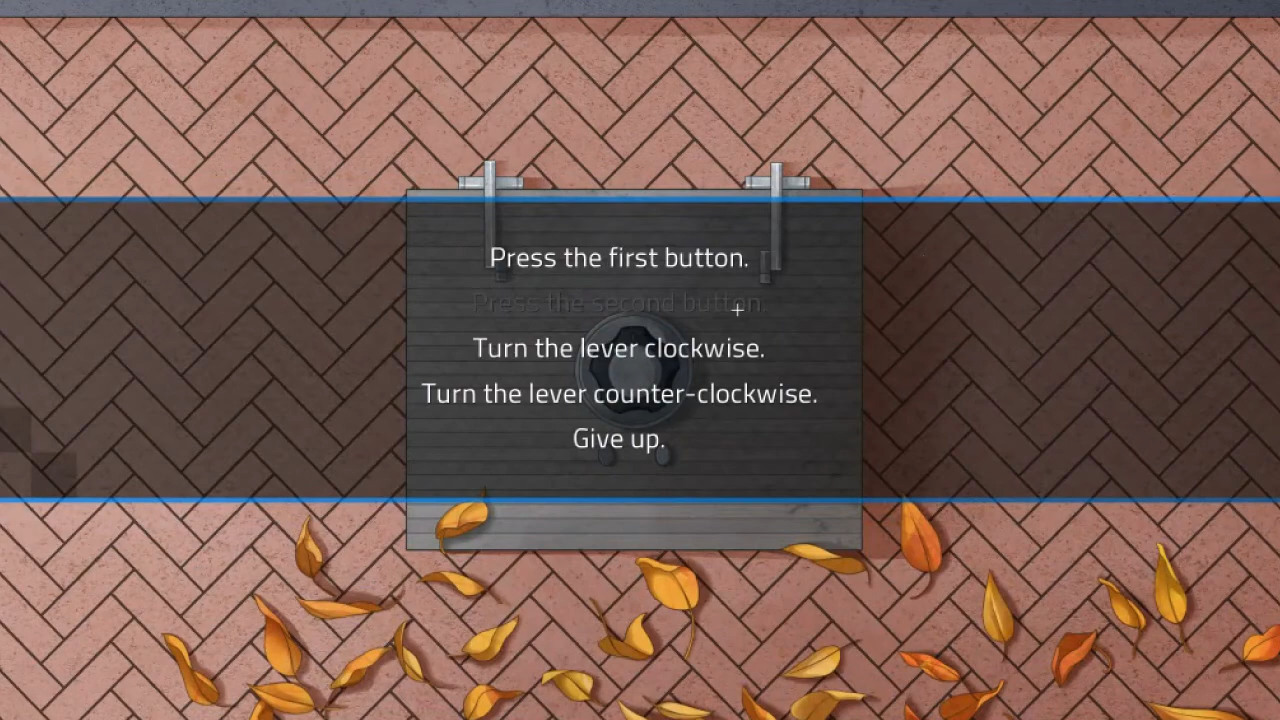 Press the first button.
Press the second button.
Turn the lever clockwise.
Turn the lever counter-clockwise.
Give up.